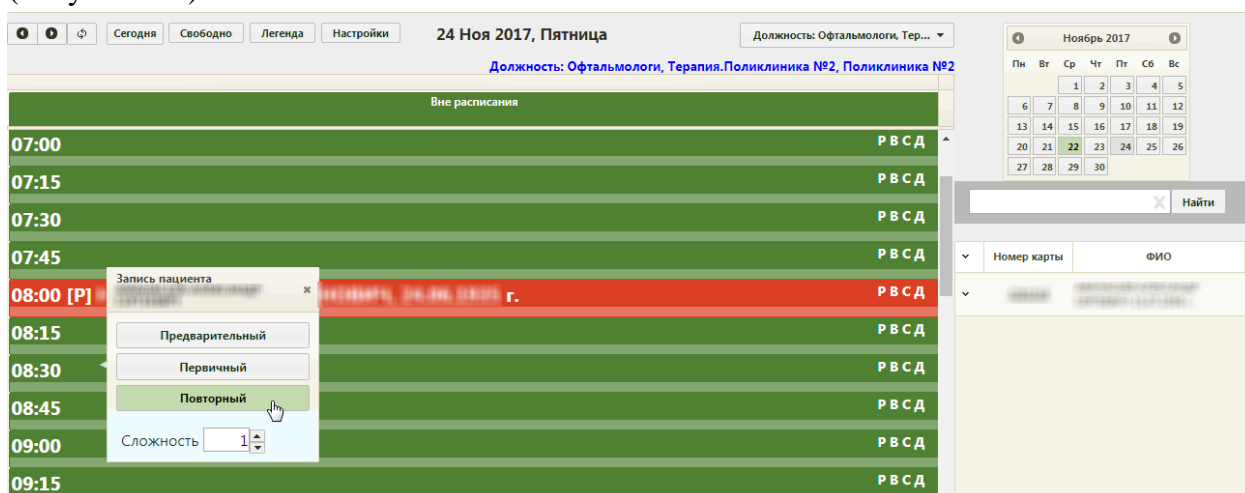 Сегодня Свободно Легенда Настройки 24 Ноя 2017, Пятница Должность: Офтальмологи, Тер...
Должность: Офтальмологи, Терапия.Поликлиника №2, Поликлиника №2
Вне расписания
07:00 Р В С Д
07:15 Р В С Д
07:30 Р В С Д
07:45 Р В С Д
08:00 [Р] г. Р В С Д
08:15 Р В С Д
08:30 Р В С Д
08:45 Р В С Д
09:00 Р В С Д
09:15 Р В С Д
Запись пациента
Предварительный
Первичный
Повторный
Сложность 1
Ноябрь 2017
Пн Вт Ср Чт Пт Сб Вс
1 2 3 4 5
6 7 8 9 10 11 12
13 14 15 16 17 18 19
20 21 22 23 24 25 26
27 28 29 30
X Найти
Номер карты ФИО